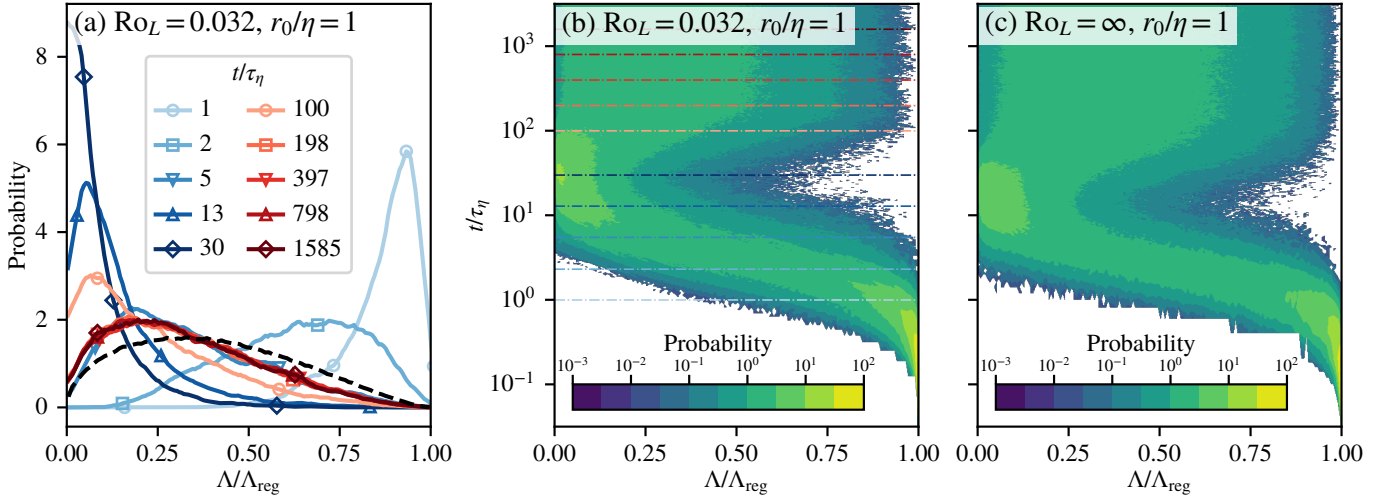 (a) Ro_L = 0.032, r_0/η = 1
Probability
8
6
4
2
0
t/τ_η
1
2
5
13
30
100
198
397
798
1585
0.00 0.25 0.50 0.75 1.00
Λ/Λ_reg
(b) Ro_L = 0.032, r_0/η = 1
t/τ_η
10^3
10^2
10^1
10^0
10^−1
Probability
10^−3 10^−2 10^−1 10^0 10^1 10^2
0.00 0.25 0.50 0.75 1.00
Λ/Λ_reg
(c) Ro_L = ∞, r_0/η = 1
Probability
10^−3 10^−2 10^−1 10^0 10^1 10^2
0.00 0.25 0.50 0.75 1.00
Λ/Λ_reg